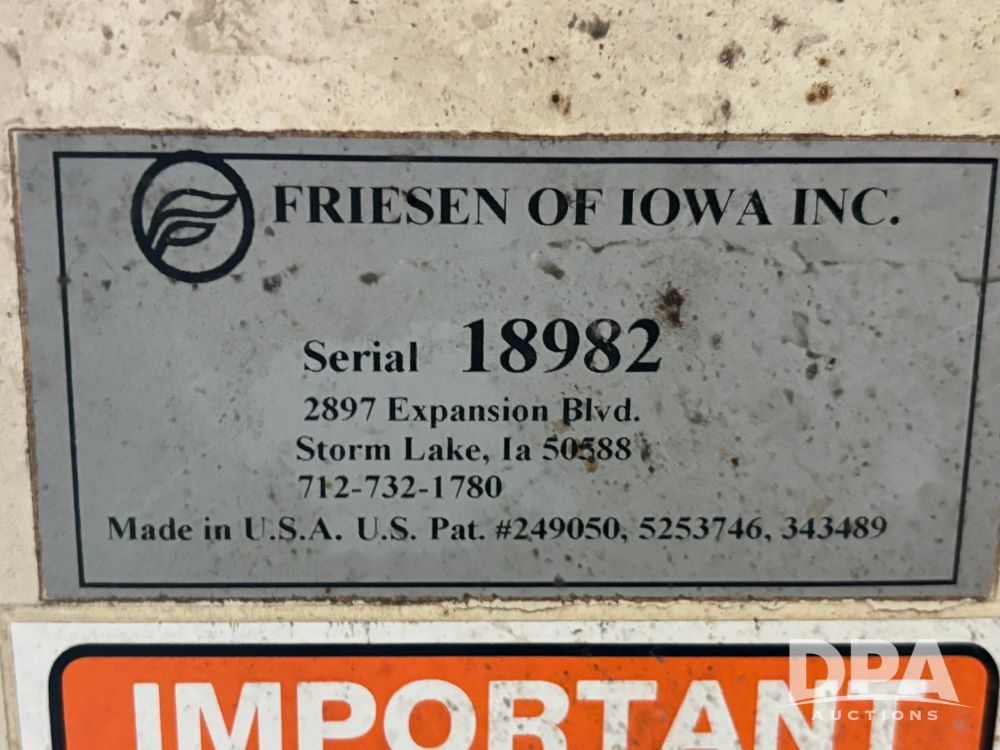 FRIESEN OF IOWA INC.
Serial 18982
2897 Expansion Blvd.
Storm Lake, Ia 50588
712-732-1780
Made in U.S.A. U.S. Pat. #249050, 5253746, 343489
IMPORTANT
DPA
AUCTIONS